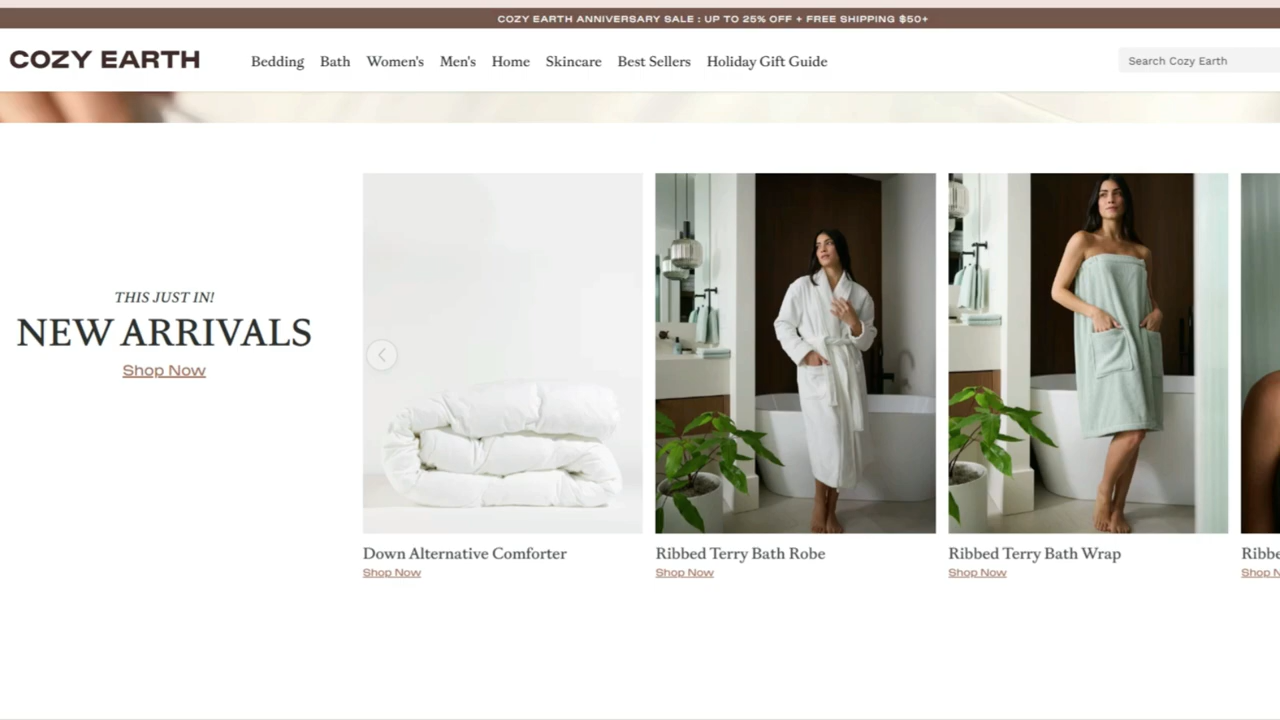 COZY EARTH ANNIVERSARY SALE : UP TO 25% OFF + FREE SHIPPING $50+
COZY EARTH
Bedding Bath Women's Men's Home Skincare Best Sellers Holiday Gift Guide
Search Cozy Earth
THIS JUST IN!
NEW ARRIVALS
Shop Now
Down Alternative Comforter
Shop Now
Ribbed Terry Bath Robe
Shop Now
Ribbed Terry Bath Wrap
Shop Now